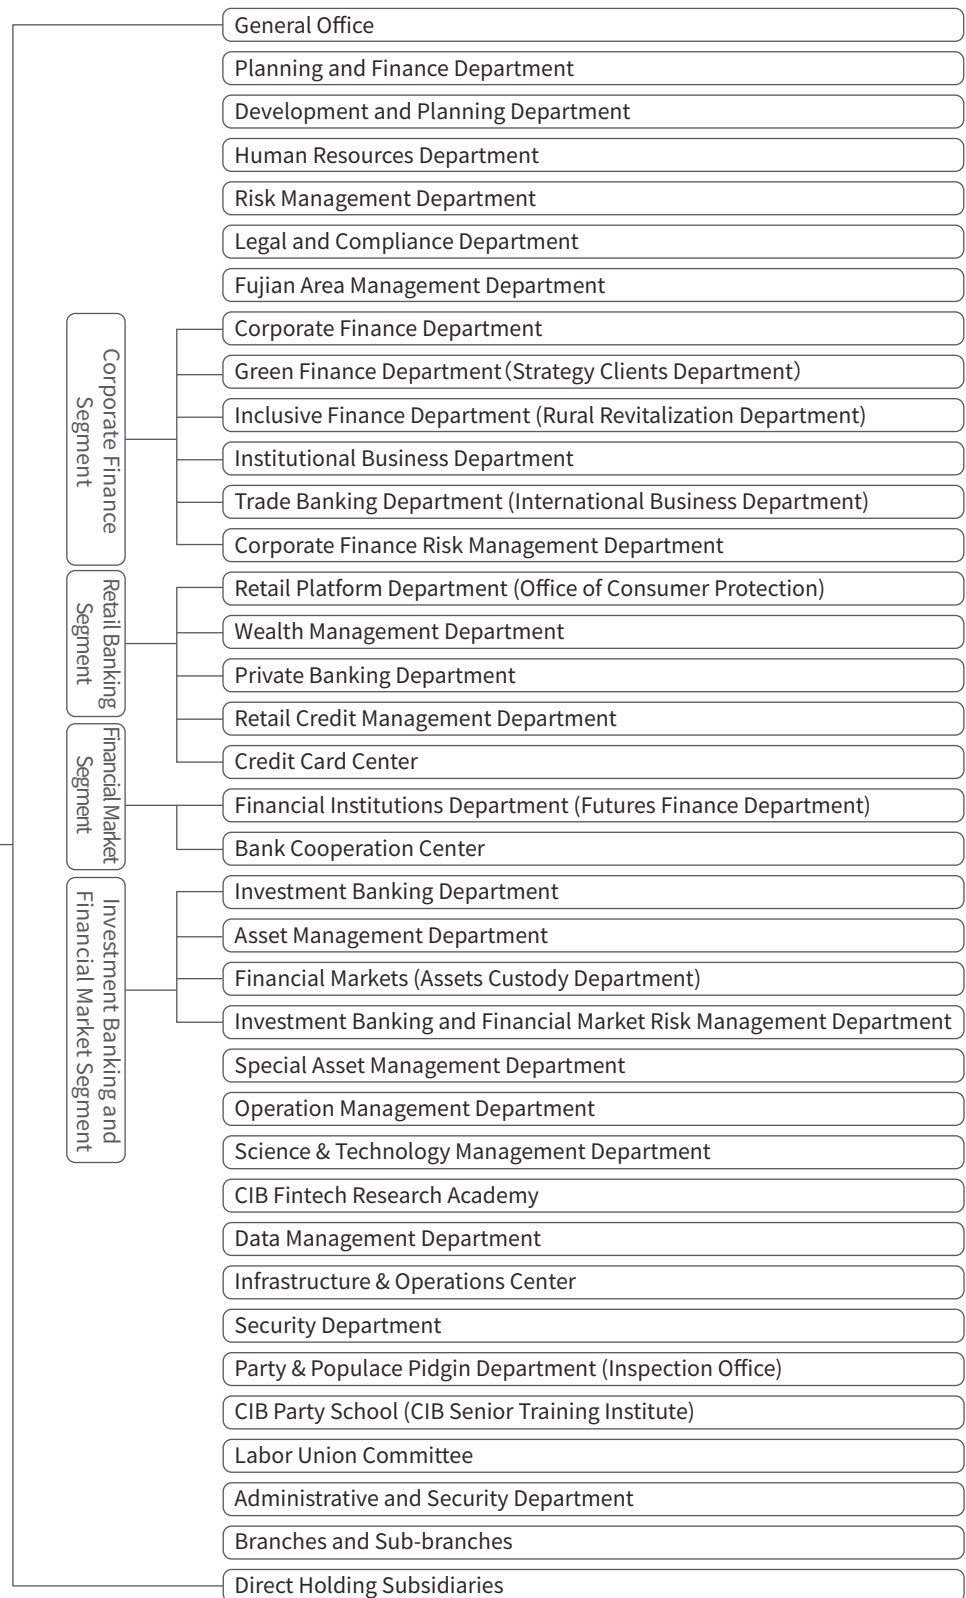 General Office
Planning and Finance Department
Development and Planning Department
Human Resources Department
Risk Management Department
Legal and Compliance Department
Fujian Area Management Department
Corporate Finance
Segment
Corporate Finance Department
Green Finance Department（Strategy Clients Department）
Inclusive Finance Department (Rural Revitalization Department)
Institutional Business Department
Trade Banking Department (International Business Department)
Corporate Finance Risk Management Department
Retail Banking
Segment
Retail Platform Department (Office of Consumer Protection)
Wealth Management Department
Private Banking Department
Retail Credit Management Department
Credit Card Center
Financial Market
Segment
Financial Institutions Department (Futures Finance Department)
Bank Cooperation Center
Investment Banking and
Financial Market Segment
Investment Banking Department
Asset Management Department
Financial Markets (Assets Custody Department)
Investment Banking and Financial Market Risk Management Department
Special Asset Management Department
Operation Management Department
Science & Technology Management Department
CIB Fintech Research Academy
Data Management Department
Infrastructure & Operations Center
Security Department
Party & Populace Pidgin Department (Inspection Office)
CIB Party School (CIB Senior Training Institute)
Labor Union Committee
Administrative and Security Department
Branches and Sub-branches
Direct Holding Subsidiaries